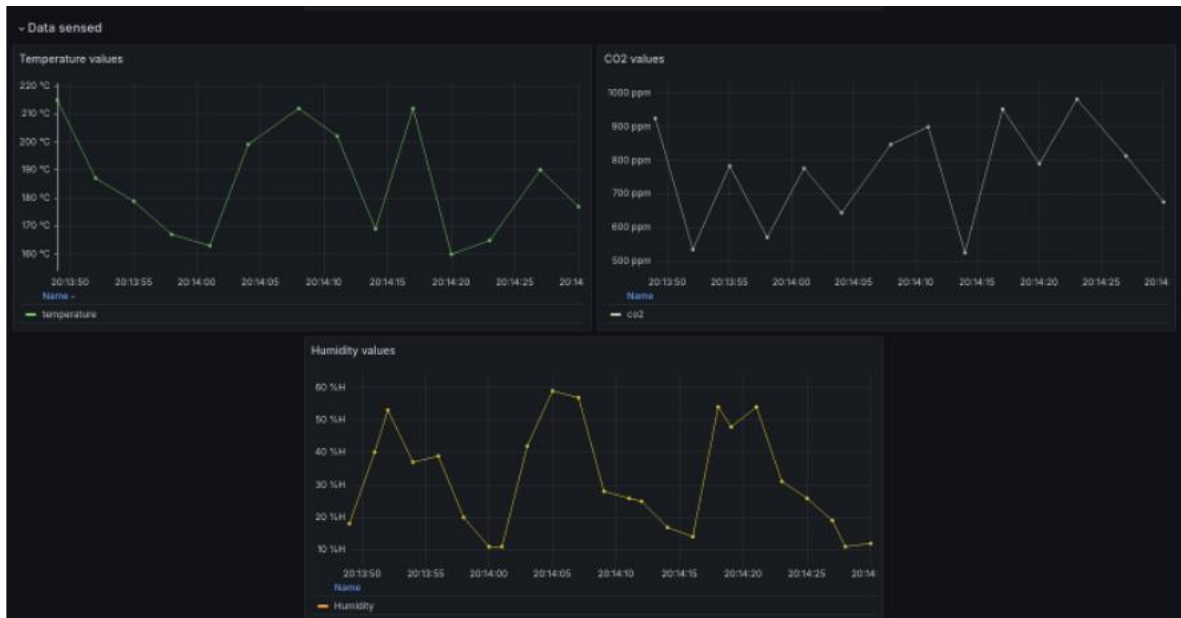 Data sensed
Temperature values
220 °C
210 °C
200 °C
190 °C
180 °C
170 °C
160 °C
20:13:50 20:13:55 20:14:00 20:14:05 20:14:10 20:14:15 20:14:20 20:14:25 20:14:
Name
temperature
CO2 values
1000 ppm
900 ppm
800 ppm
700 ppm
600 ppm
500 ppm
20:13:50 20:13:55 20:14:00 20:14:05 20:14:10 20:14:15 20:14:20 20:14:25 20:14:
Name
co2
Humidity values
60 %H
50 %H
40 %H
30 %H
20 %H
10 %H
20:13:50 20:13:55 20:14:00 20:14:05 20:14:10 20:14:15 20:14:20 20:14:25 20:14:
Name
Humidity